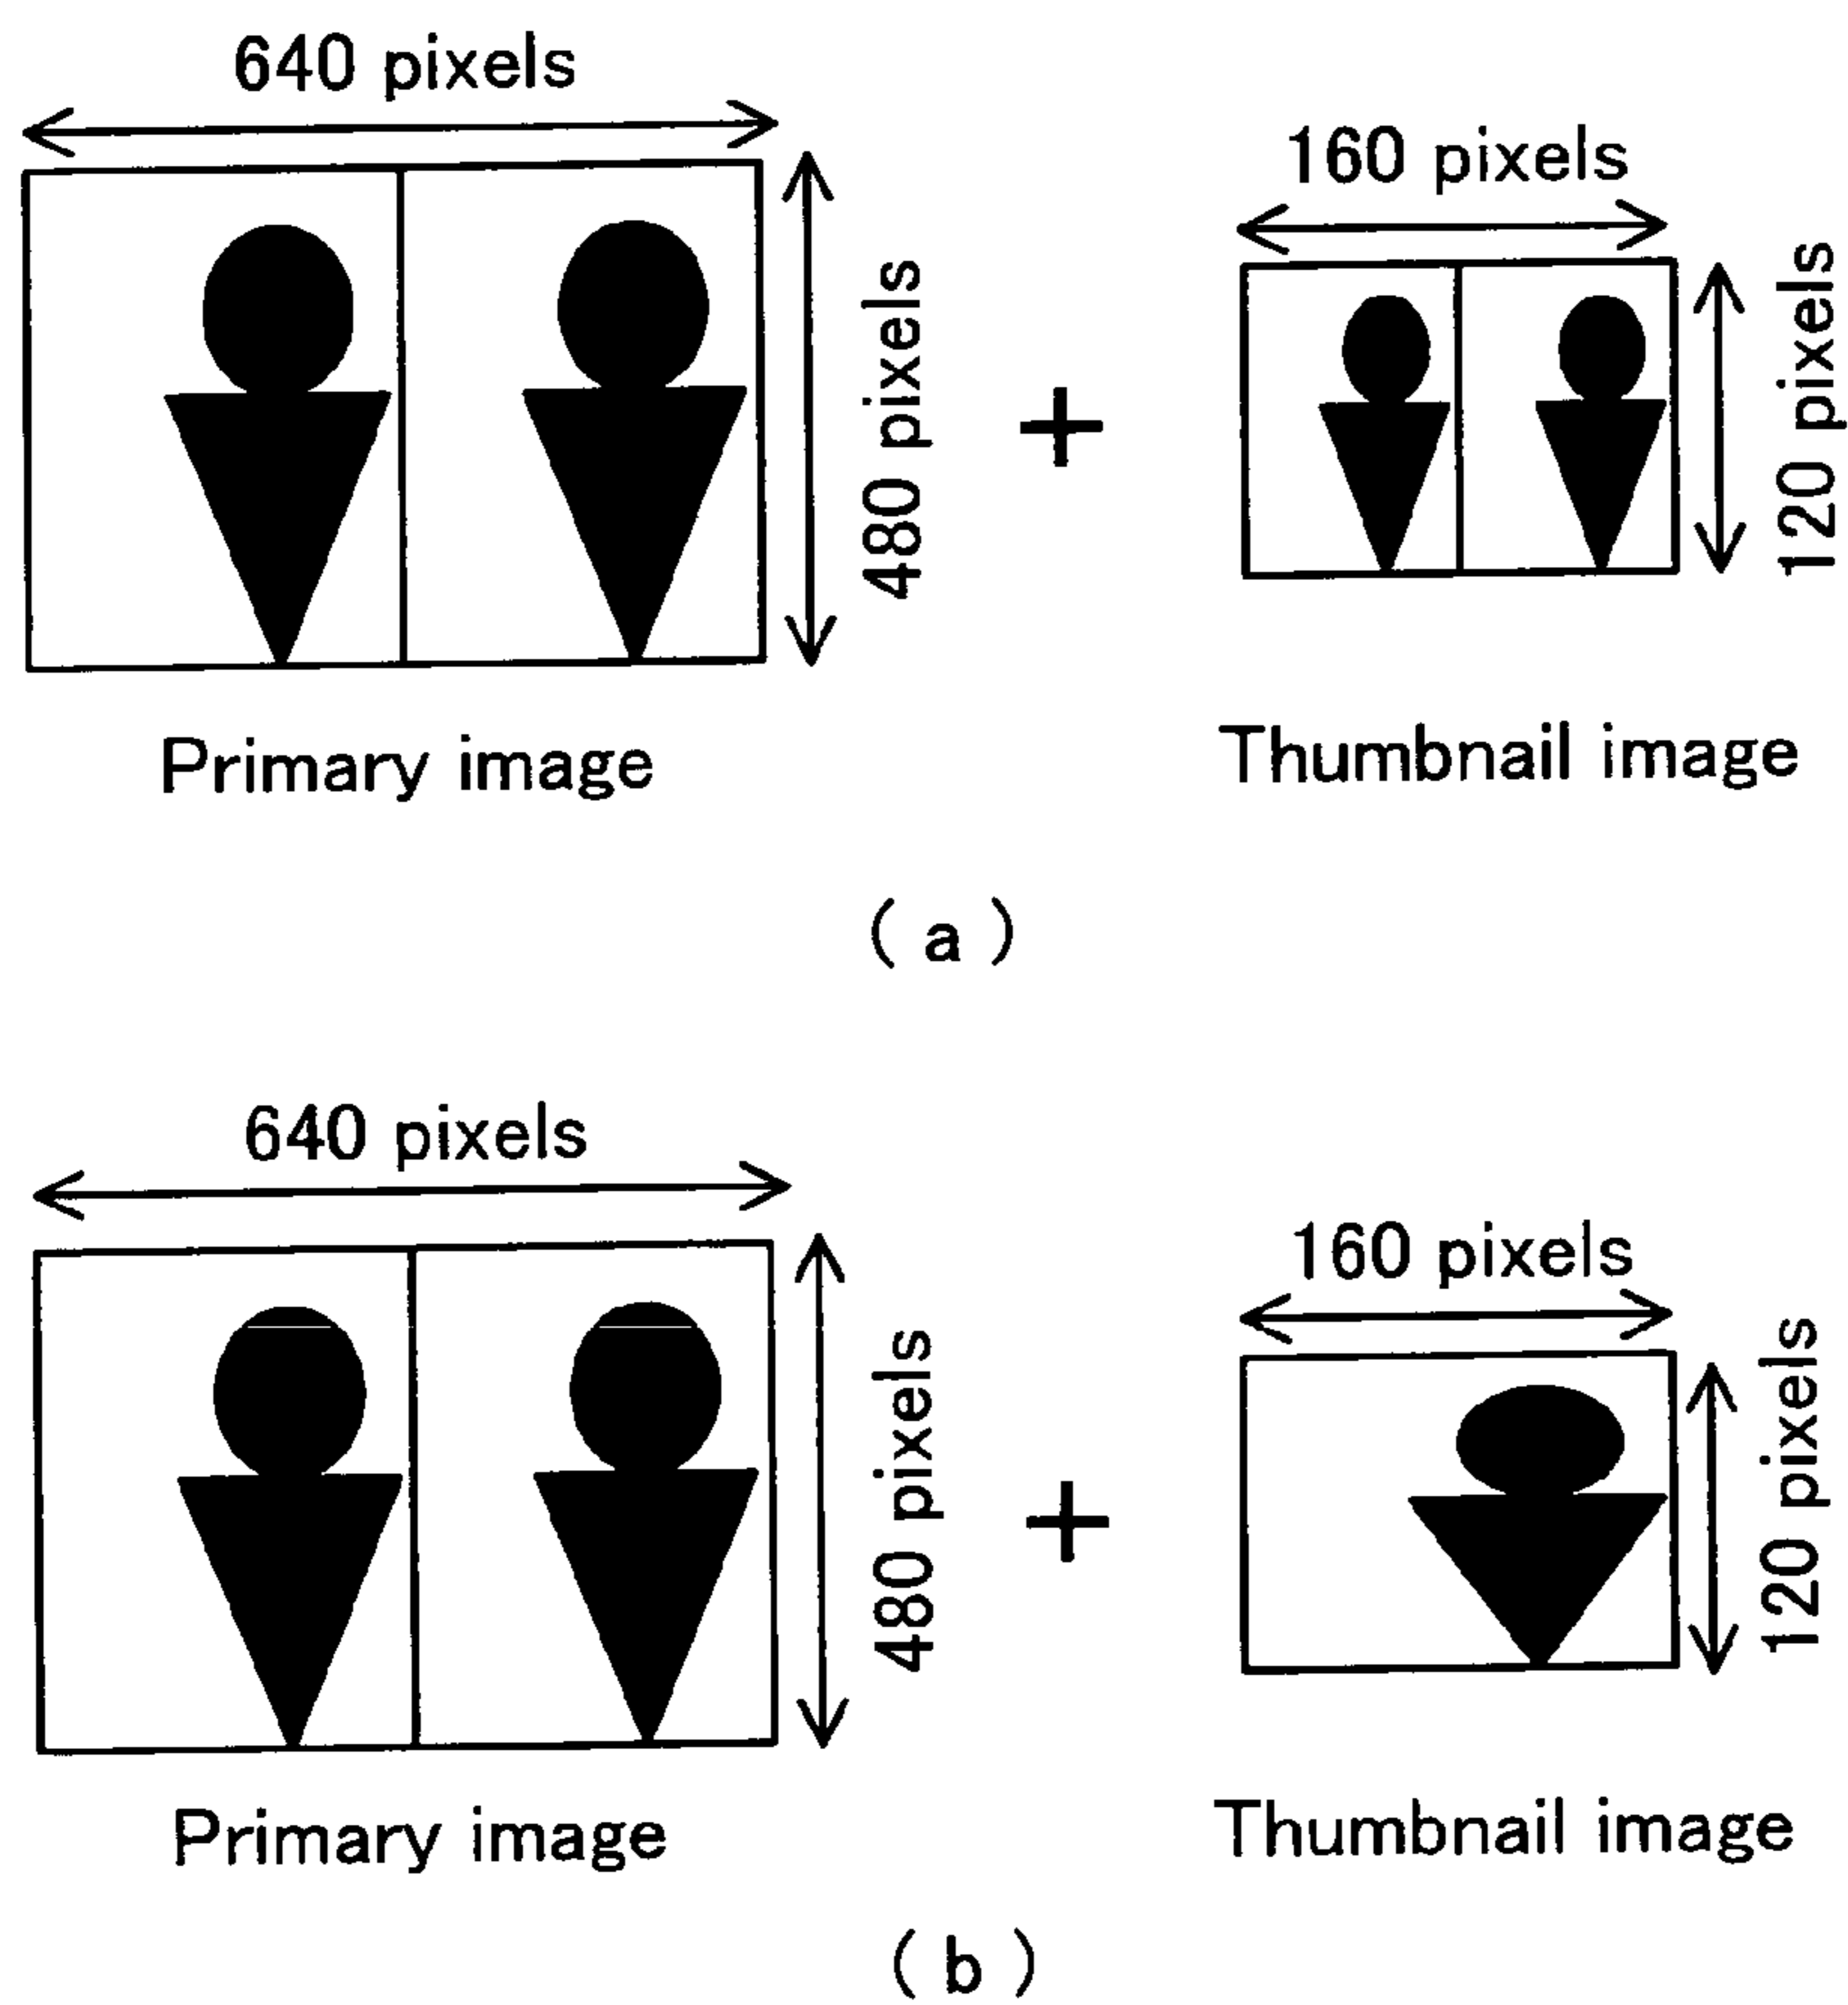 640 pixels
160 pixels
480 pixels
120 pixels
Primary image
Thumbnail image
( a )
640 pixels
160 pixels
480 pixels
120 pixels
Primary image
Thumbnail image
( b )